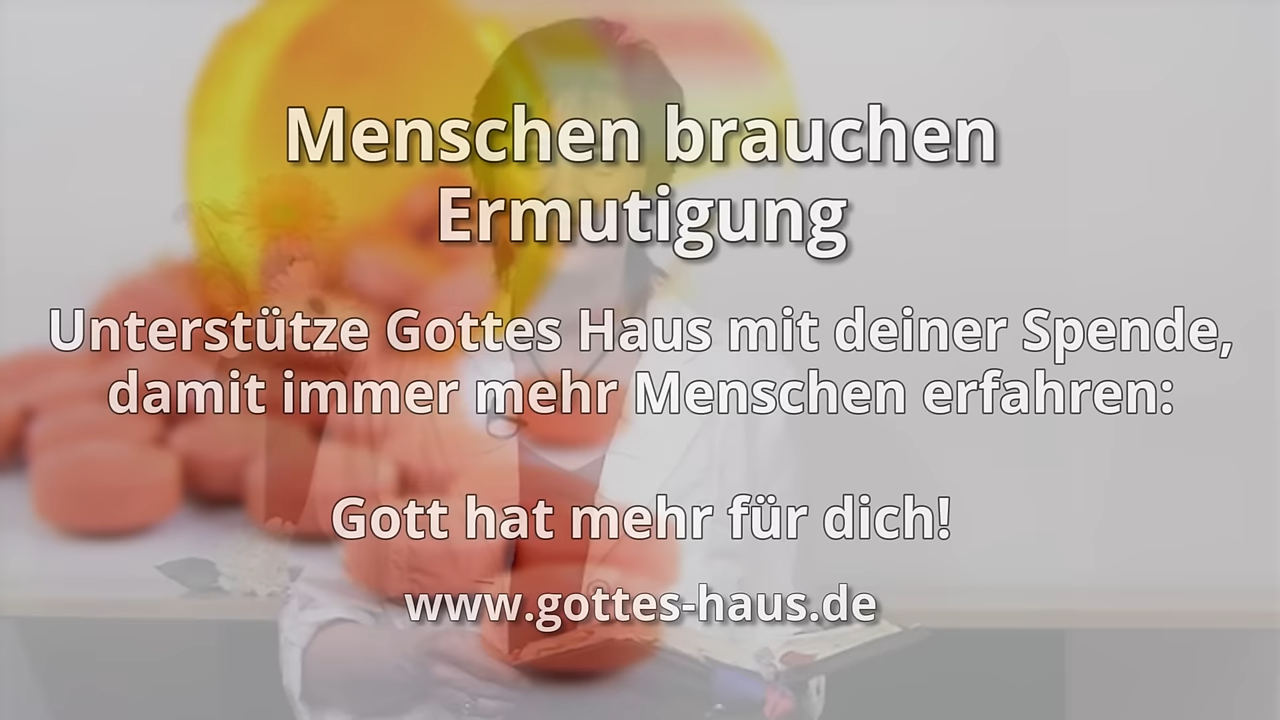 Menschen brauchen
Ermutigung
Unterstütze Gottes Haus mit deiner Spende,
damit immer mehr Menschen erfahren:
Gott hat mehr für dich!
www.gottes-haus.de